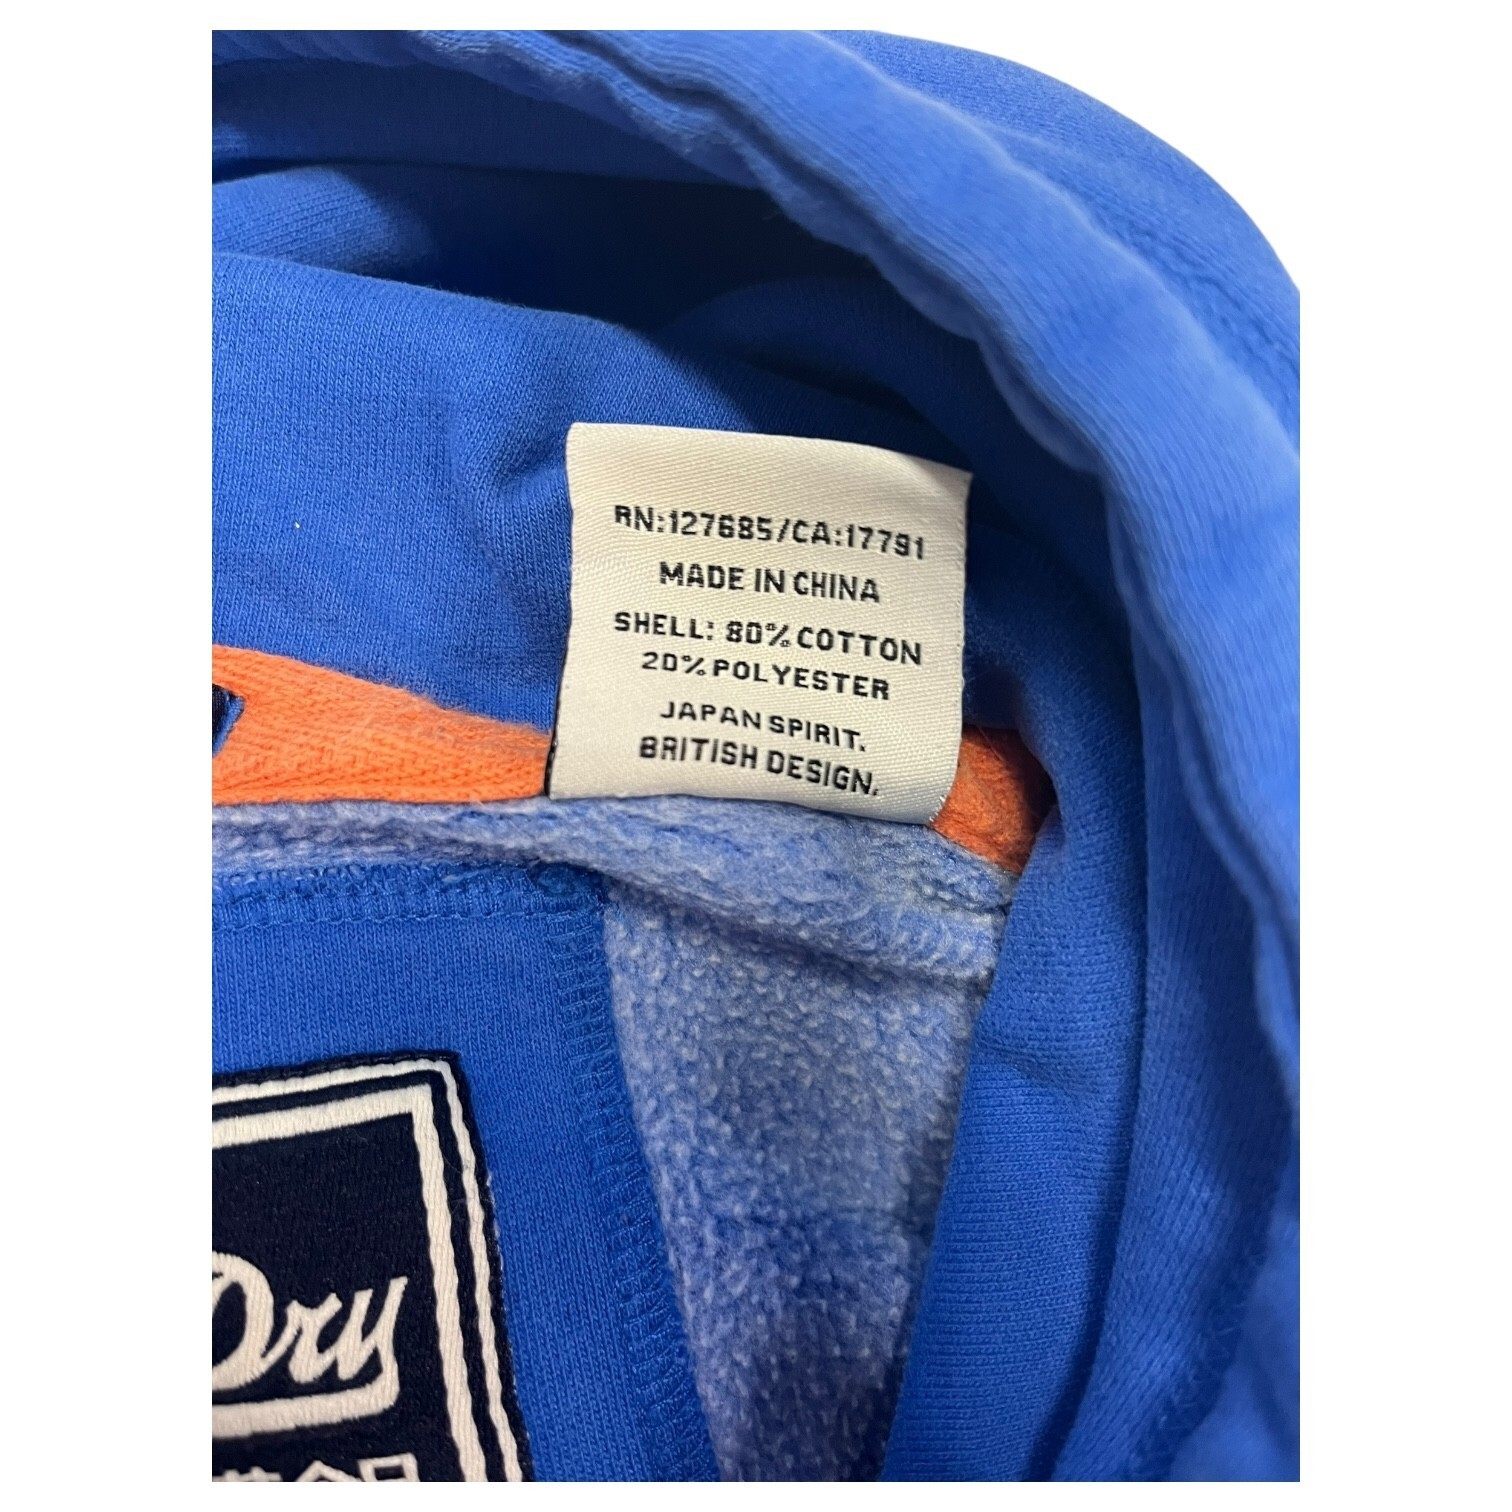 RN:127685/CA:17791
MADE IN CHINA
SHELL: 80% COTTON
20% POLYESTER
JAPAN SPIRIT.
BRITISH DESIGN.
Dry